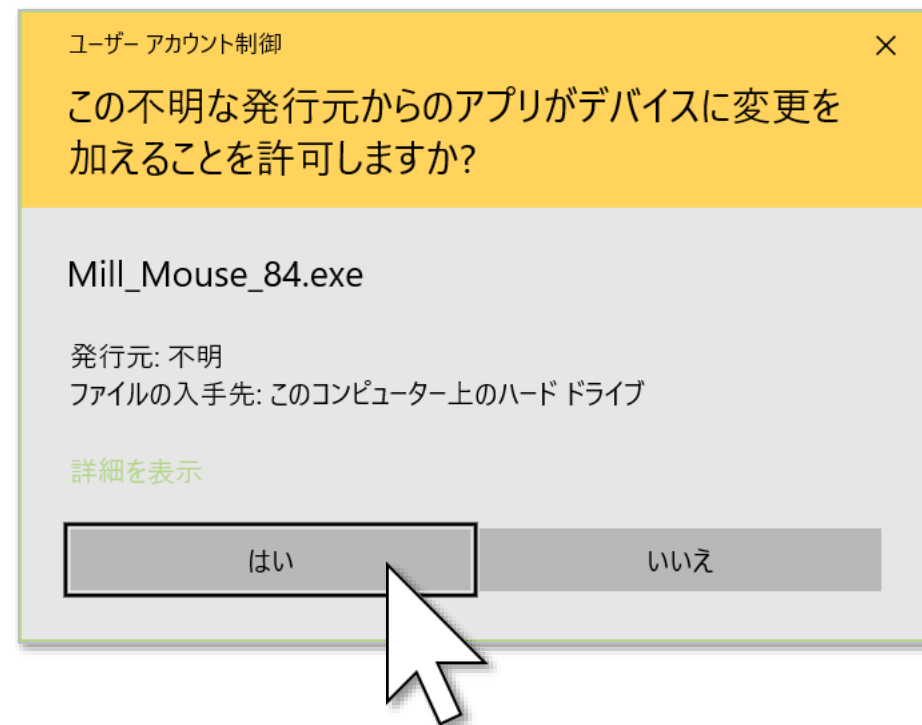 ユーザー アカウント制御
この不明な発行元からのアプリがデバイスに変更を
加えることを許可しますか?
Mill_Mouse_84.exe
発行元: 不明
ファイルの入手先: このコンピューター上のハード ドライブ
詳細を表示
はい
いいえ